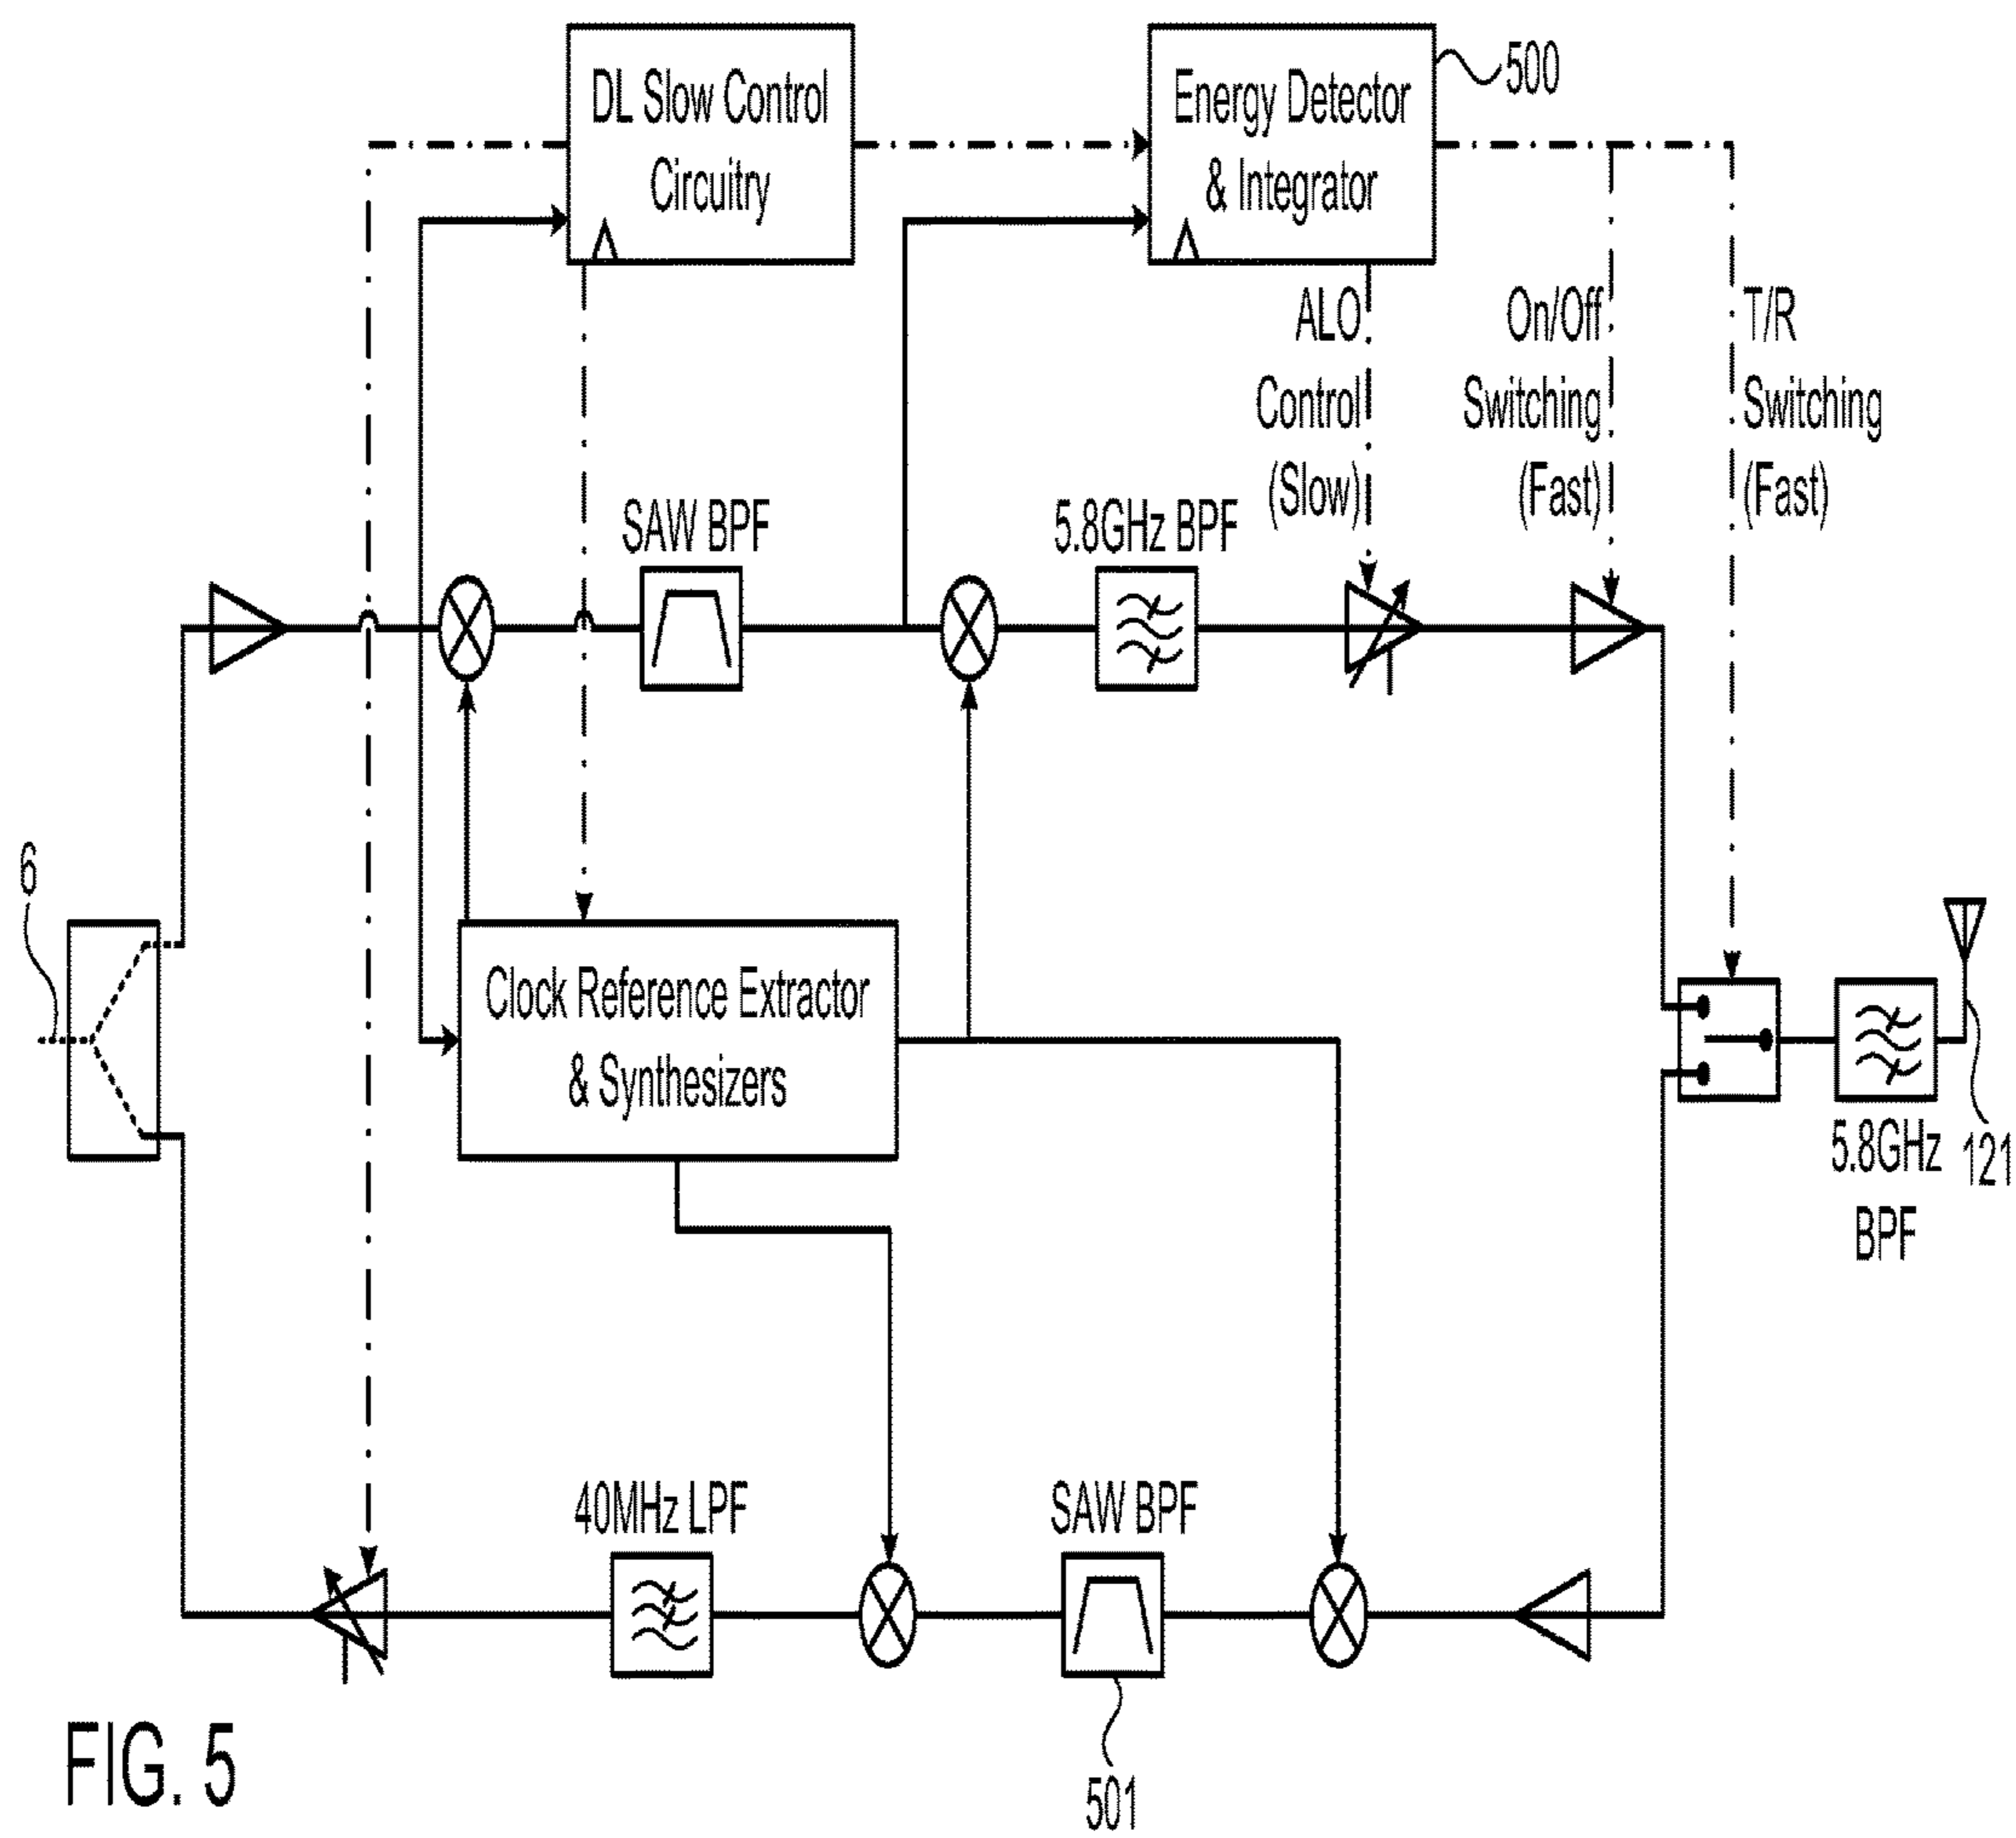 DL Slow Control
Circuitry
Energy Detector
& Integrator
500
ALO
Control
(Slow)
On/Off
Switching
(Fast)
T/R
Switching
(Fast)
SAW BPF
5.8GHz BPF
6
Clock Reference Extractor
& Synthesizers
5.8GHz
BPF
121
40MHz LPF
SAW BPF
501
FIG. 5